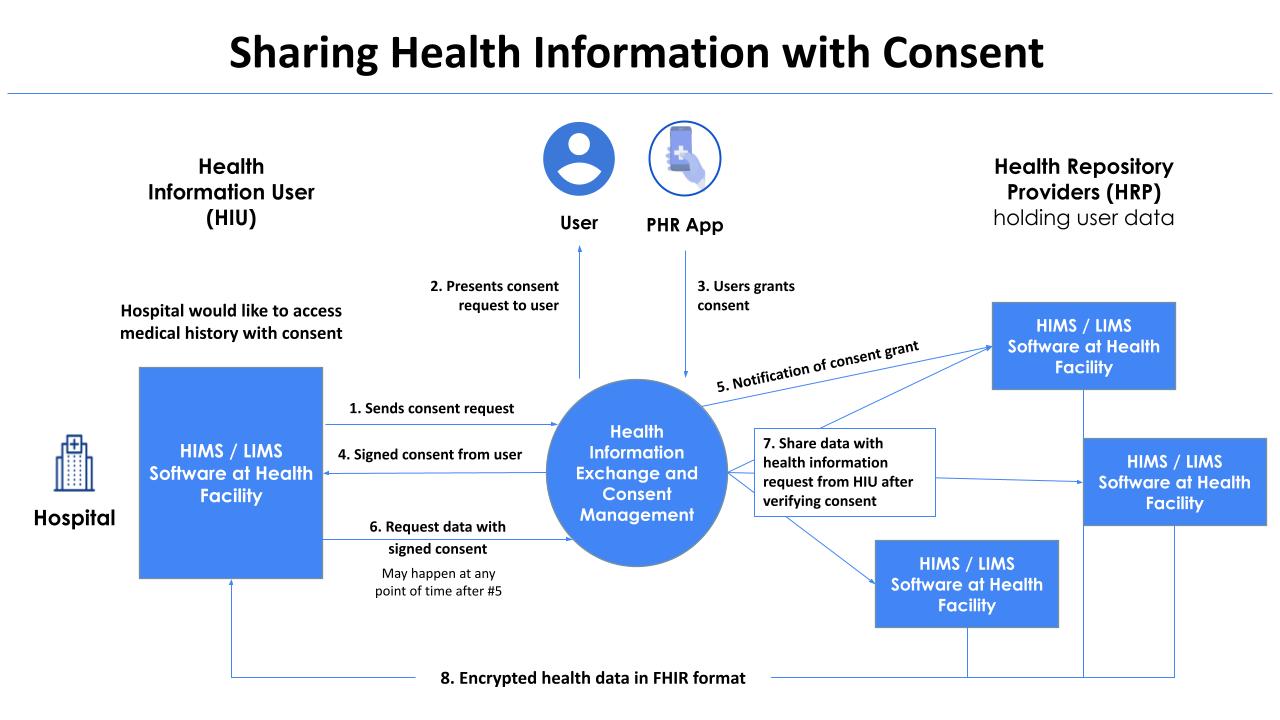 Sharing Health Information with Consent
Health
Information User
(HIU)
User
PHR App
Health Repository
Providers (HRP)
holding user data
2. Presents consent
request to user
3. Users grants
consent
Hospital would like to access
medical history with consent
5. Notification of consent grant
HIMS / LIMS
Software at Health
Facility
1. Sends consent request
4. Signed consent from user
HIMS / LIMS
Software at Health
Facility
Hospital
Health
Information
Exchange and
Consent
Management
7. Share data with
health information
request from HIU after
verifying consent
HIMS / LIMS
Software at Health
Facility
6. Request data with
signed consent
May happen at any
point of time after #5
HIMS / LIMS
Software at Health
Facility
8. Encrypted health data in FHIR format